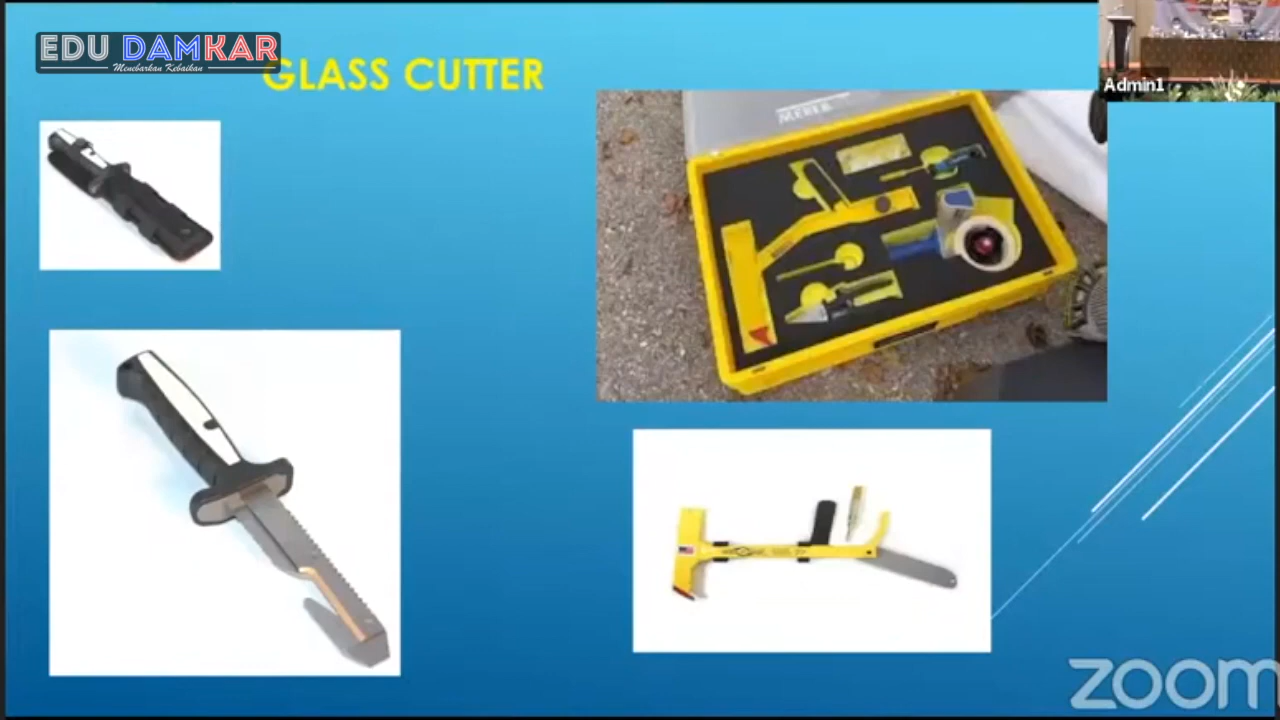 EDU DAMKAR
Menebarkan Kebaikan
GLASS CUTTER
Admin1
zoom